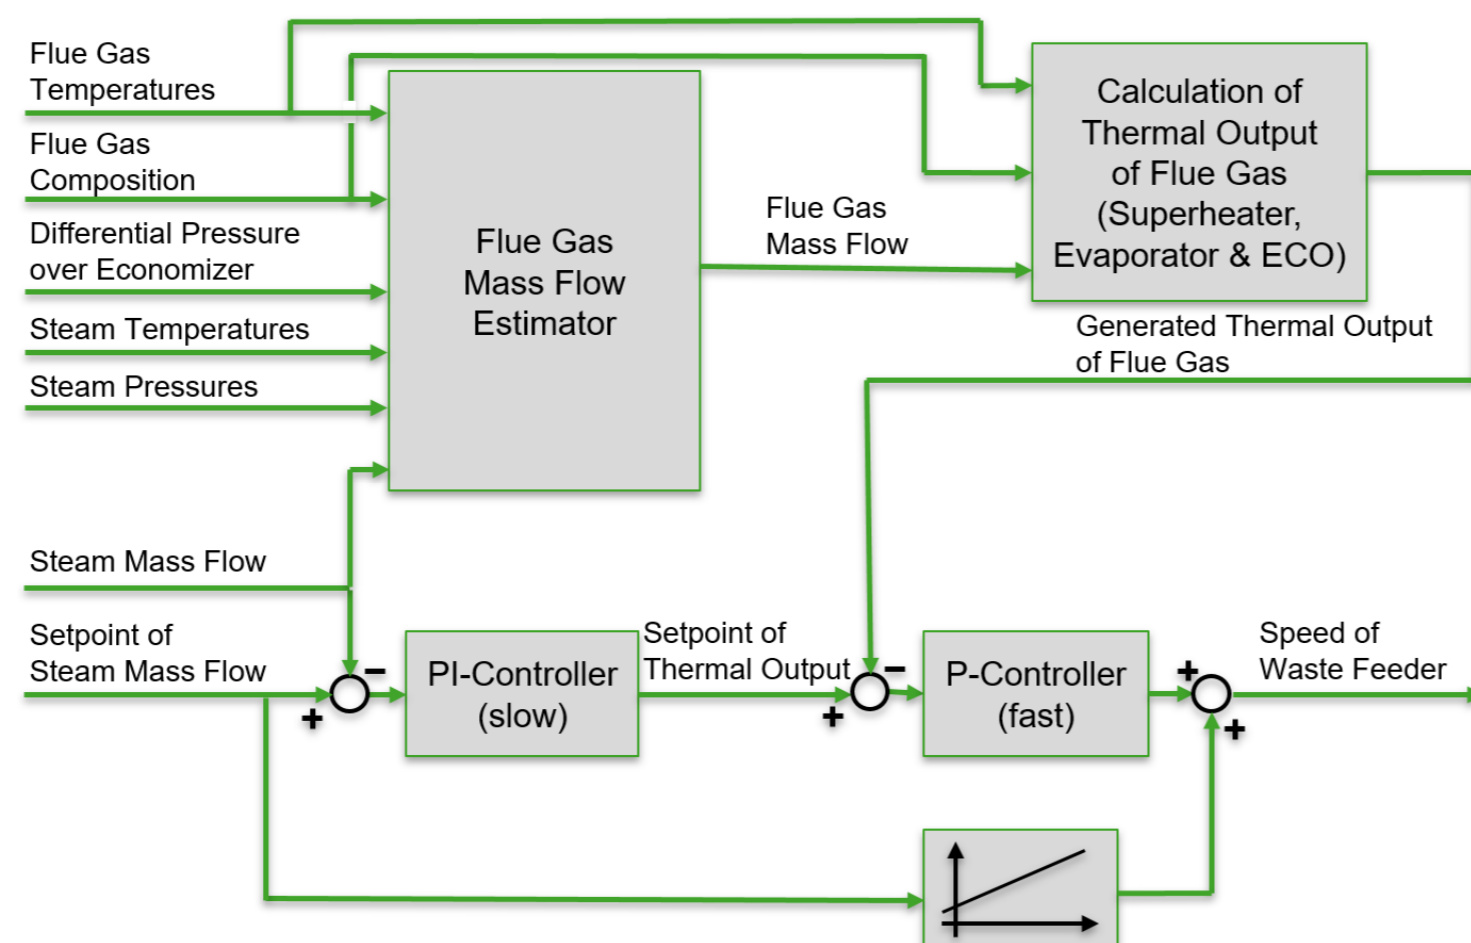 Flue Gas
Temperatures
Flue Gas
Composition
Differential Pressure
over Economizer
Steam Temperatures
Steam Pressures
Flue Gas
Mass Flow
Estimator
Flue Gas
Mass Flow
Calculation of
Thermal Output
of Flue Gas
(Superheater,
Evaporator & ECO)
Generated Thermal Output
of Flue Gas
Steam Mass Flow
Setpoint of
Steam Mass Flow
−
+
PI-Controller
(slow)
Setpoint of
Thermal Output
−
+
P-Controller
(fast)
+
+
Speed of
Waste Feeder